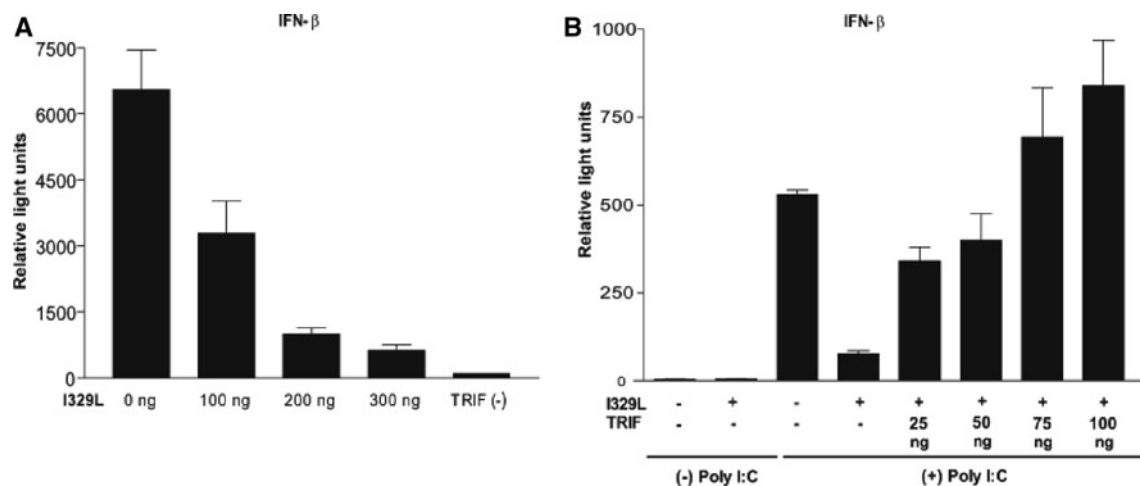 A
IFN-β
Relative light units
7500
6000
4500
3000
1500
0
I329L 0 ng 100 ng 200 ng 300 ng TRIF (-)
B
IFN-β
Relative light units
1000
750
500
250
0
I329L - + - + + + + +
TRIF - - - - 25 50 75 100
ng ng ng ng
(-) Poly I:C (+) Poly I:C